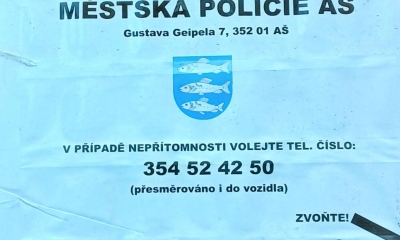 MĚSTSKÁ POLICIE AŠ
Gustava Geipela 7, 352 01 AŠ
V PŘÍPADĚ NEPŘÍTOMNOSTI VOLEJTE TEL. ČÍSLO:
354 52 42 50
(přesměrováno i do vozidla)
ZVOŇTE!